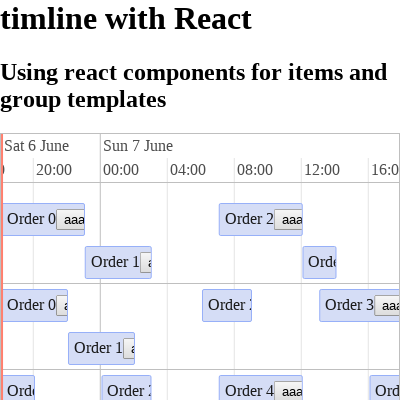 timline with React
Using react components for items and
group templates
Sat 6 June Sun 7 June
20:00 00:00 04:00 08:00 12:00 16:0
Order 0 aaa Order 2 aaa
Order 1 a Orde
Order 0 a Order 2 Order 3 aaa
Order 1 a
Orde Order 2 Order 4 aaa Ord